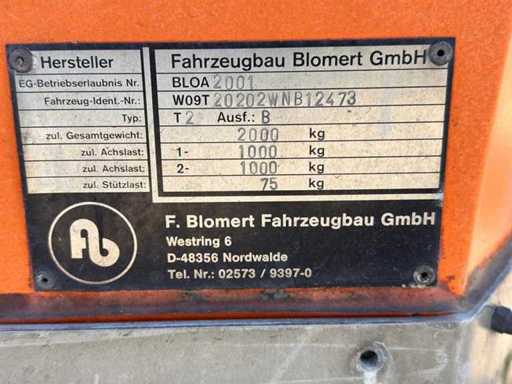 Hersteller Fahrzeugbau Blomert GmbH
EG-Betriebserlaubnis Nr. BLOA 2001
Fahrzeug-Ident.-Nr.: W09T 20202WNB12473
Typ: T 2 Ausf.: B
zul. Gesamtgewicht: 2000 kg
zul. Achslast: 1- 1000 kg
zul. Achslast: 2- 1000 kg
zul. Stützlast: 75 kg
F. Blomert Fahrzeugbau GmbH
Westring 6
D-48356 Nordwalde
Tel. Nr.: 02573 / 9397-0